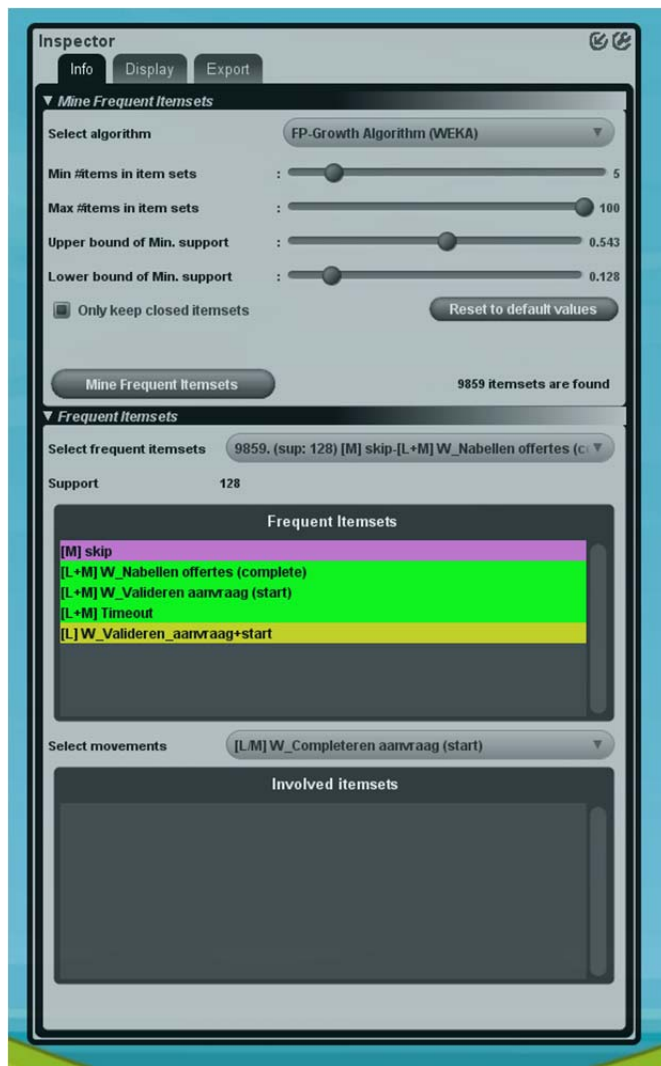 Inspector
Info Display Export
▼ Mine Frequent Itemsets
Select algorithm FP-Growth Algorithm (WEKA) ▼
Min #items in item sets : 5
Max #items in item sets : 100
Upper bound of Min. support : 0.543
Lower bound of Min. support : 0.128
Only keep closed itemsets Reset to default values
Mine Frequent Itemsets 9859 itemsets are found
▼ Frequent Itemsets
Select frequent itemsets 9859. (sup: 128) [M] skip-[L+M] W_Nabellen offertes (c ▼
Support 128
Frequent Itemsets
[M] skip
[L+M] W_Nabellen offertes (complete)
[L+M] W_Valideren aanvraag (start)
[L+M] Timeout
[L] W_Valideren_aanvraag+start
Select movements [L/M] W_Completeren aanvraag (start) ▼
Involved itemsets